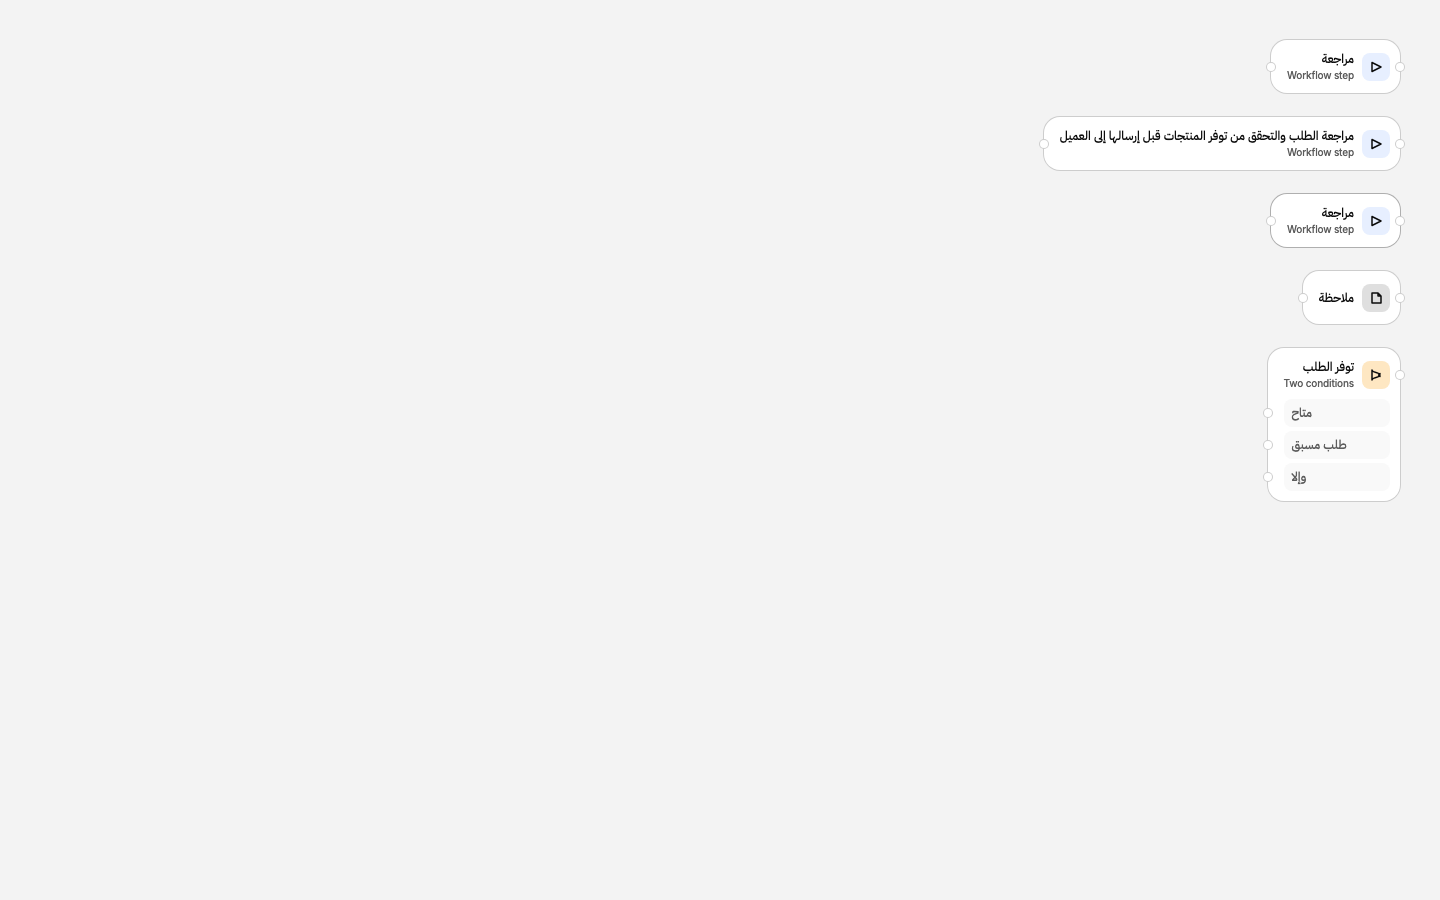 مراجعة
Workflow step
مراجعة الطلب والتحقق من توفر المنتجات قبل إرسالها إلى العميل
Workflow step
مراجعة
Workflow step
ملاحظة
توفر الطلب
Two conditions
متاح
طلب مسبق
وإلا